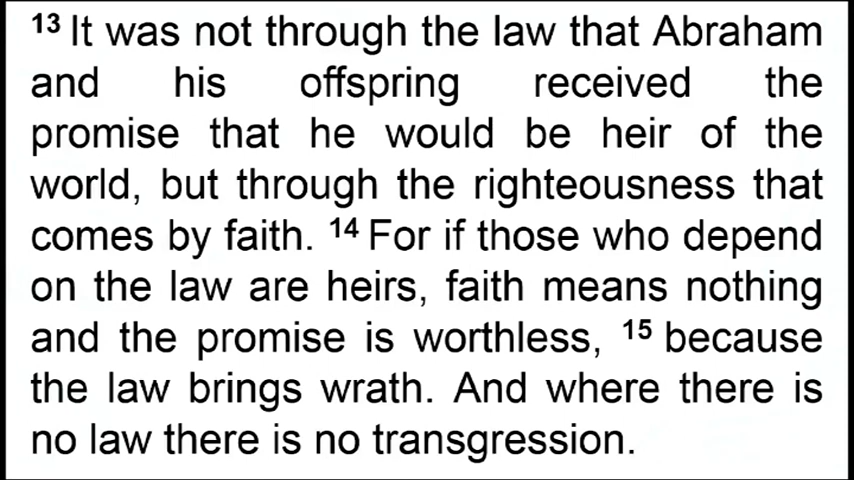 13 It was not through the law that Abraham
and his offspring received the
promise that he would be heir of the
world, but through the righteousness that
comes by faith. 14 For if those who depend
on the law are heirs, faith means nothing
and the promise is worthless, 15 because
the law brings wrath. And where there is
no law there is no transgression.